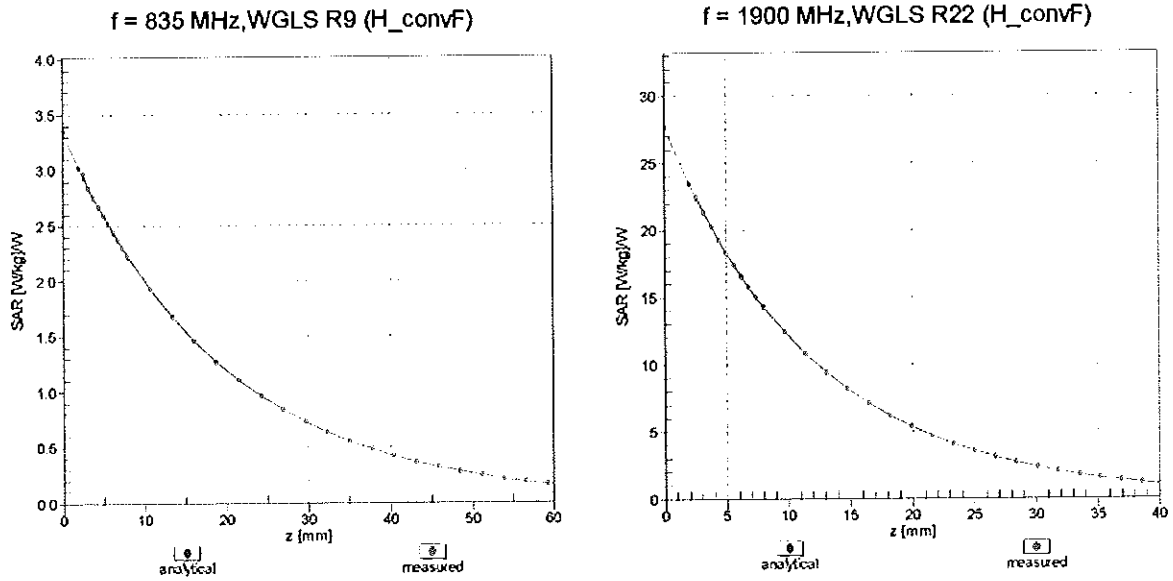 f = 835 MHz,WGLS R9 (H_convF)
4.0
3.5
3.0
2.5
2.0
1.5
1.0
0.5
0.0
SAR [W/kg]/W
0 10 20 30 40 50 60
z [mm]
analytical measured
f = 1900 MHz,WGLS R22 (H_convF)
30
25
20
15
10
5
0
SAR [W/kg]/W
0 5 10 15 20 25 30 35 40
z [mm]
analytical measured